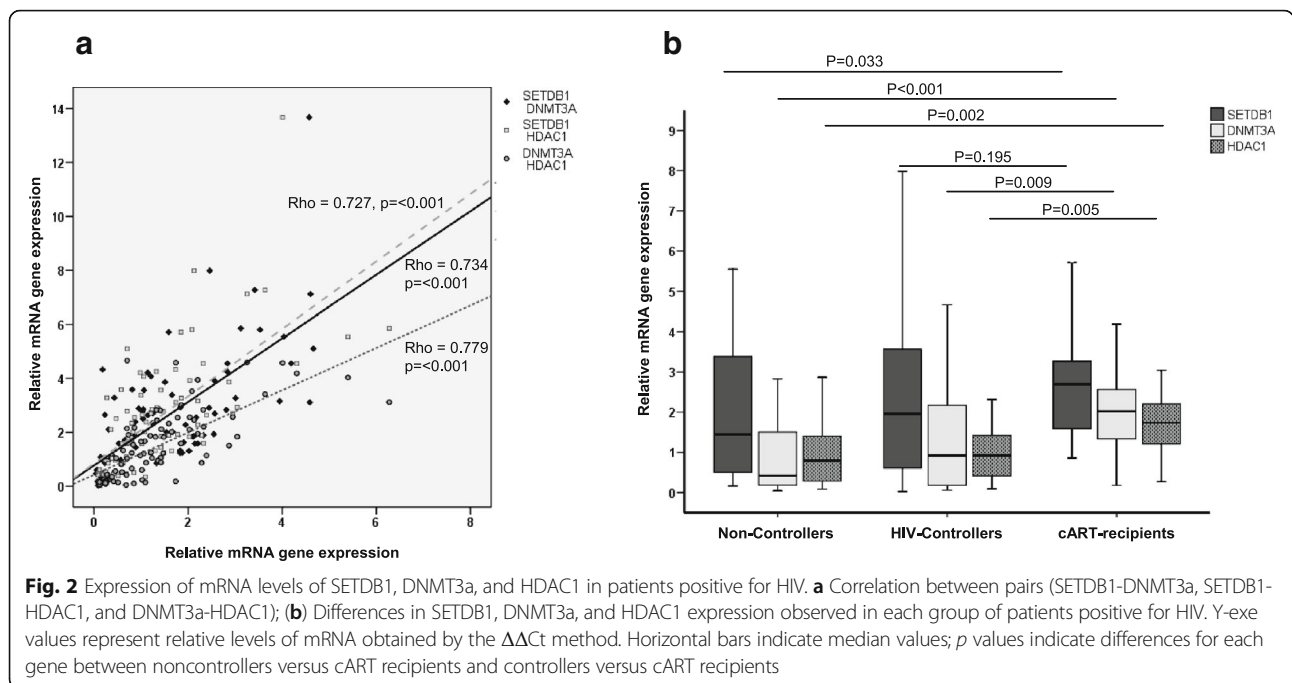 a
SETDB1
DNMT3A
SETDB1
HDAC1
DNMT3A
HDAC1
Relative mRNA gene expression
14
12
10
8
6
4
2
0
Rho = 0.727, p=<0.001
Rho = 0.734
p=<0.001
Rho = 0.779
p=<0.001
0 2 4 6 8
Relative mRNA gene expression
b
P=0.033
P<0.001
P=0.002
P=0.195
P=0.009
P=0.005
SETDB1
DNMT3A
HDAC1
Relative mRNA gene expression
9
8
7
6
5
4
3
2
1
0
Non-Controllers HIV-Controllers cART-recipients
Fig. 2 Expression of mRNA levels of SETDB1, DNMT3a, and HDAC1 in patients positive for HIV. a Correlation between pairs (SETDB1-DNMT3a, SETDB1-
HDAC1, and DNMT3a-HDAC1); (b) Differences in SETDB1, DNMT3a, and HDAC1 expression observed in each group of patients positive for HIV. Y-exe
values represent relative levels of mRNA obtained by the ΔΔCt method. Horizontal bars indicate median values; p values indicate differences for each
gene between noncontrollers versus cART recipients and controllers versus cART recipients